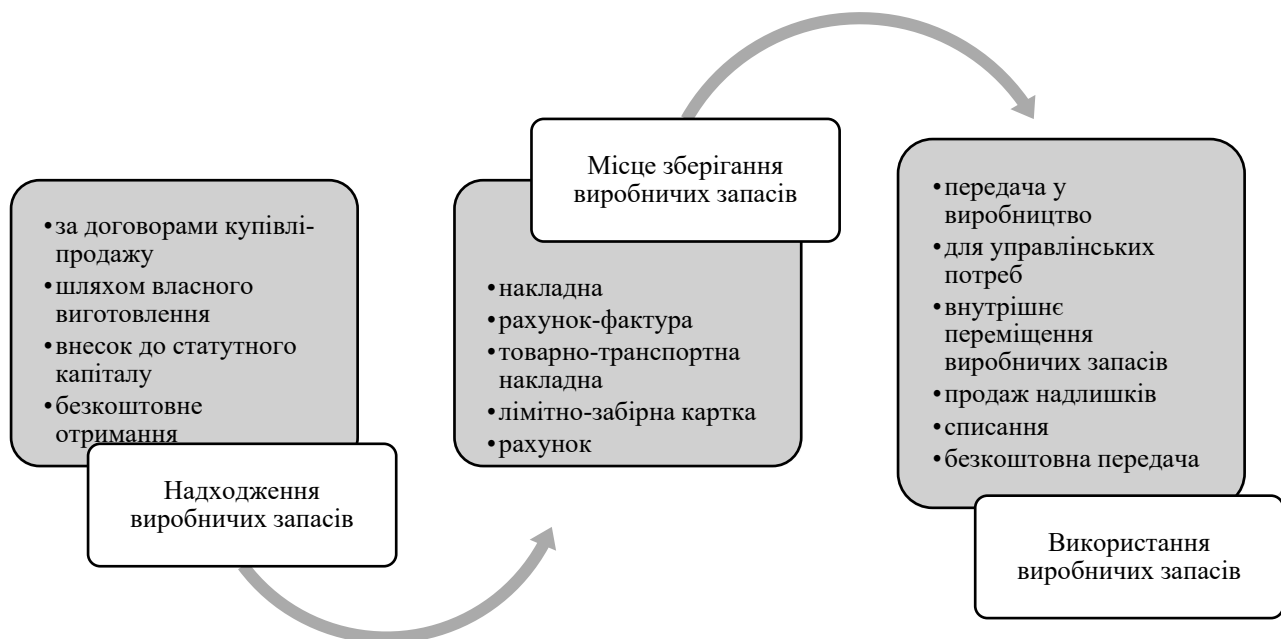 •за договорами купівлі-
продажу
•шляхом власного
виготовлення
•внесок до статутного
капіталу
•безкоштовне
отримання
Надходження
виробничих запасів
Місце зберігання
виробничих запасів
•накладна
•рахунок-фактура
•товарно-транспортна
накладна
•лімітно-забірна картка
•рахунок
•передача у
виробництво
•для управлінських
потреб
•внутрішнє
переміщення
виробничих запасів
•продаж надлишків
•списання
•безкоштовна передача
Використання
виробничих запасів